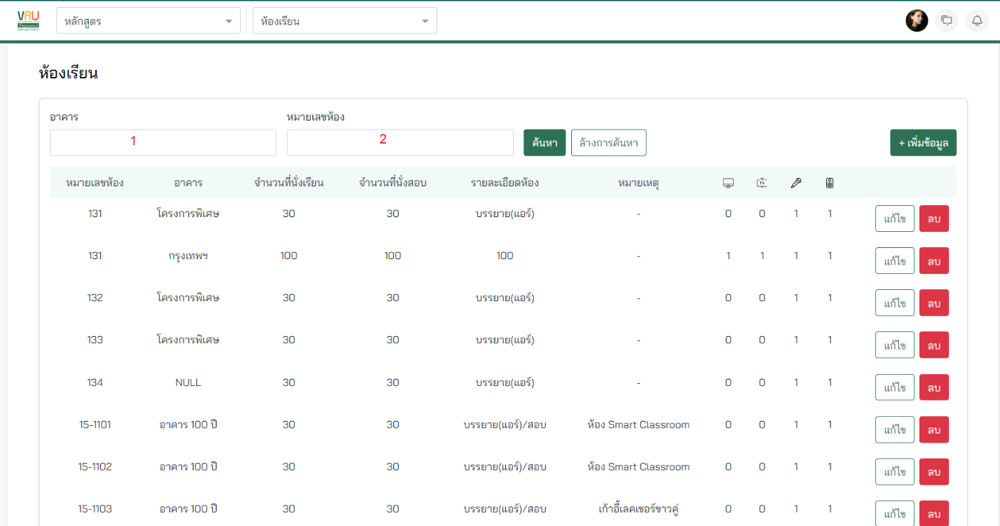 VRU
หลักสูตร
ห้องเรียน
ห้องเรียน
อาคาร หมายเลขห้อง
1 2 ค้นหา ล้างการค้นหา + เพิ่มข้อมูล
หมายเลขห้อง อาคาร จำนวนที่นั่งเรียน จำนวนที่นั่งสอบ รายละเอียดห้อง หมายเหตุ TV
131 โครงการพิเศษ 30 30 บรรยาย(แอร์) - 0 0 1 1 แก้ไข ลบ
131 กรุงเทพฯ 100 100 100 - 1 1 1 1 แก้ไข ลบ
132 โครงการพิเศษ 30 30 บรรยาย(แอร์) - 0 0 1 1 แก้ไข ลบ
133 โครงการพิเศษ 30 30 บรรยาย(แอร์) - 0 0 1 1 แก้ไข ลบ
134 NULL 30 30 บรรยาย(แอร์) - 0 0 1 1 แก้ไข ลบ
15-1101 อาคาร 100 ปี 30 30 บรรยาย(แอร์)/สอบ ห้อง Smart Classroom 0 0 1 1 แก้ไข ลบ
15-1102 อาคาร 100 ปี 30 30 บรรยาย(แอร์)/สอบ ห้อง Smart Classroom 0 0 1 1 แก้ไข ลบ
15-1103 อาคาร 100 ปี 30 30 บรรยาย(แอร์)/สอบ เก้าอี้เลคเชอร์ขาวคู่ 0 0 1 1 แก้ไข ลบ